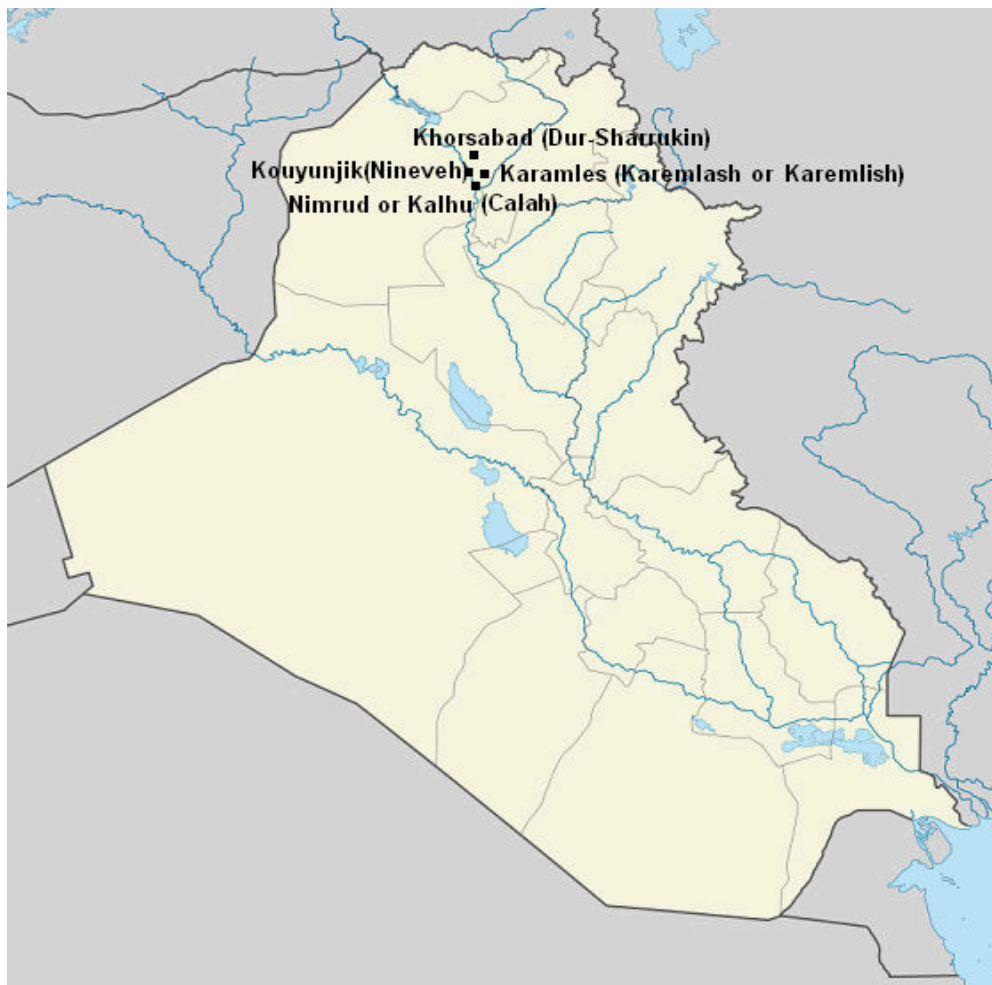 Khorsabad (Dur-Sharrukin)
Kouyunjik(Nineveh)
Karamles (Karemlash or Karemlish)
Nimrud or Kalhu (Calah)